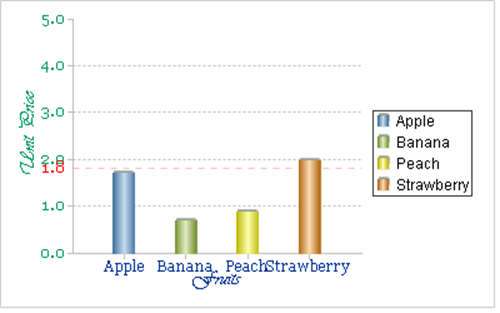 5.0
4.0
3.0
2.0
1.8
1.0
0.0
Unit Price
Apple Banana Peach Strawberry
Fruits
Apple
Banana
Peach
Strawberry